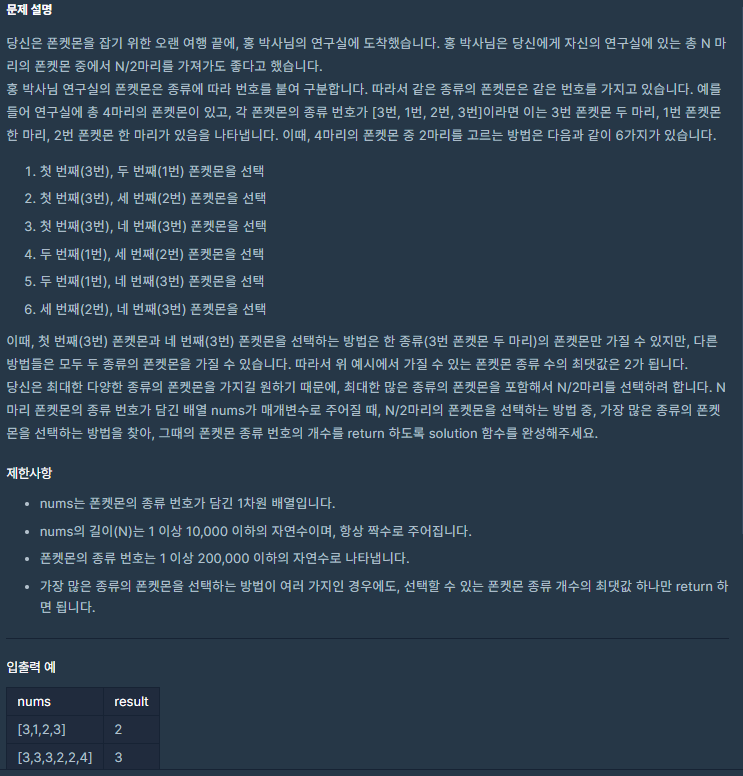 문제 설명
당신은 폰켓몬을 잡기 위한 오랜 여행 끝에, 홍 박사님의 연구실에 도착했습니다. 홍 박사님은 당신에게 자신의 연구실에 있는 총 N 마
리의 폰켓몬 중에서 N/2마리를 가져가도 좋다고 했습니다.
홍 박사님 연구실의 폰켓몬은 종류에 따라 번호를 붙여 구분합니다. 따라서 같은 종류의 폰켓몬은 같은 번호를 가지고 있습니다. 예를
들어 연구실에 총 4마리의 폰켓몬이 있고, 각 폰켓몬의 종류 번호가 [3번, 1번, 2번, 3번]이라면 이는 3번 폰켓몬 두 마리, 1번 폰켓몬
한 마리, 2번 폰켓몬 한 마리가 있음을 나타냅니다. 이때, 4마리의 폰켓몬 중 2마리를 고르는 방법은 다음과 같이 6가지가 있습니다.
1. 첫 번째(3번), 두 번째(1번) 폰켓몬을 선택
2. 첫 번째(3번), 세 번째(2번) 폰켓몬을 선택
3. 첫 번째(3번), 네 번째(3번) 폰켓몬을 선택
4. 두 번째(1번), 세 번째(2번) 폰켓몬을 선택
5. 두 번째(1번), 네 번째(3번) 폰켓몬을 선택
6. 세 번째(2번), 네 번째(3번) 폰켓몬을 선택
이때, 첫 번째(3번) 폰켓몬과 네 번째(3번) 폰켓몬을 선택하는 방법은 한 종류(3번 폰켓몬 두 마리)의 폰켓몬만 가질 수 있지만, 다른
방법들은 모두 두 종류의 폰켓몬을 가질 수 있습니다. 따라서 위 예시에서 가질 수 있는 폰켓몬 종류 수의 최댓값은 2가 됩니다.
당신은 최대한 다양한 종류의 폰켓몬을 가지길 원하기 때문에, 최대한 많은 종류의 폰켓몬을 포함해서 N/2마리를 선택하려 합니다. N
마리 폰켓몬의 종류 번호가 담긴 배열 nums가 매개변수로 주어질 때, N/2마리의 폰켓몬을 선택하는 방법 중, 가장 많은 종류의 폰켓
몬을 선택하는 방법을 찾아, 그때의 폰켓몬 종류 번호의 개수를 return 하도록 solution 함수를 완성해주세요.
제한사항
• nums는 폰켓몬의 종류 번호가 담긴 1차원 배열입니다.
• nums의 길이(N)는 1 이상 10,000 이하의 자연수이며, 항상 짝수로 주어집니다.
• 폰켓몬의 종류 번호는 1 이상 200,000 이하의 자연수로 나타냅니다.
• 가장 많은 종류의 폰켓몬을 선택하는 방법이 여러 가지인 경우에도, 선택할 수 있는 폰켓몬 종류 개수의 최댓값 하나만 return 하
면 됩니다.
입출력 예
nums result
[3,1,2,3] 2
[3,3,3,2,2,4] 3